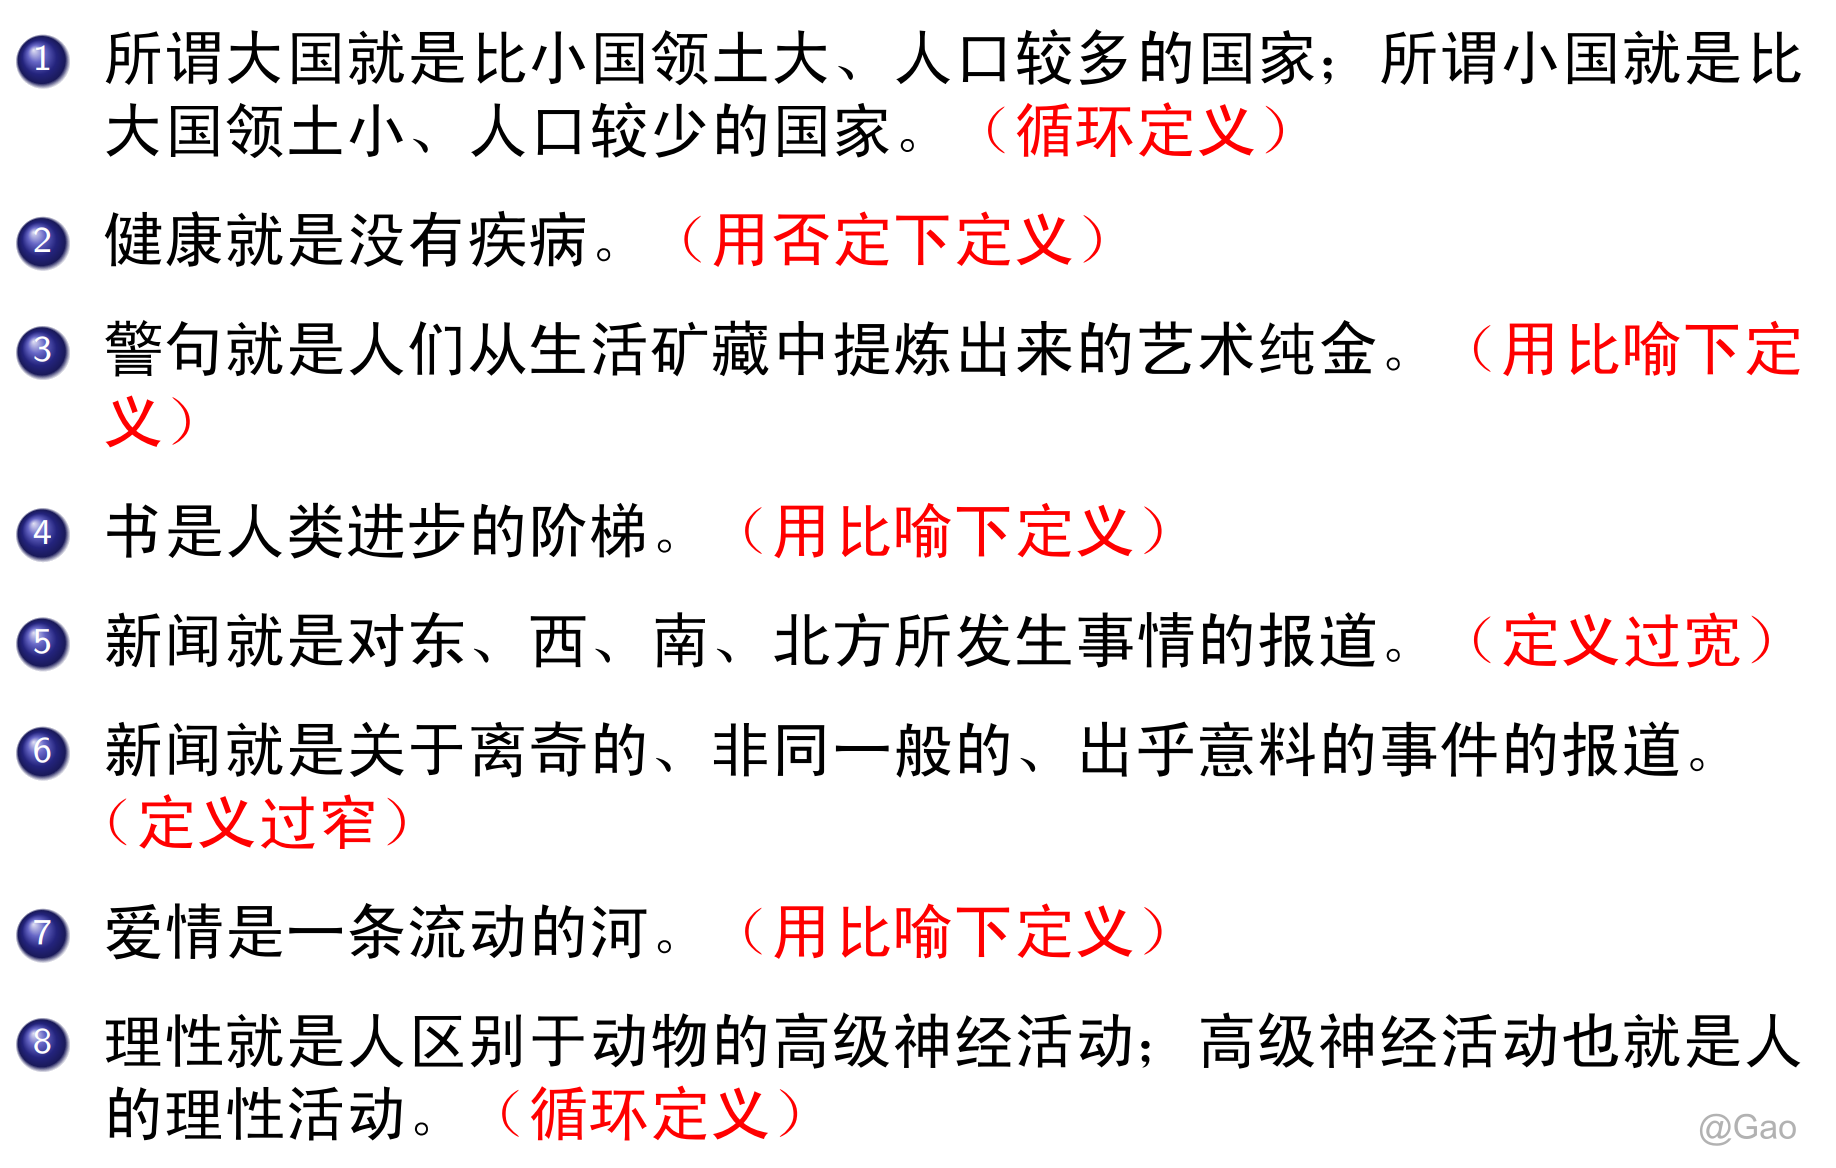 1 所谓大国就是比小国领土大、人口较多的国家；所谓小国就是比
大国领土小、人口较少的国家。（循环定义）
2 健康就是没有疾病。（用否定下定义）
3 警句就是人们从生活矿藏中提炼出来的艺术纯金。（用比喻下定
义）
4 书是人类进步的阶梯。（用比喻下定义）
5 新闻就是对东、西、南、北方所发生事情的报道。（定义过宽）
6 新闻就是关于离奇的、非同一般的、出乎意料的事件的报道。
（定义过窄）
7 爱情是一条流动的河。（用比喻下定义）
8 理性就是人区别于动物的高级神经活动；高级神经活动也就是人
的理性活动。（循环定义）
@Gao